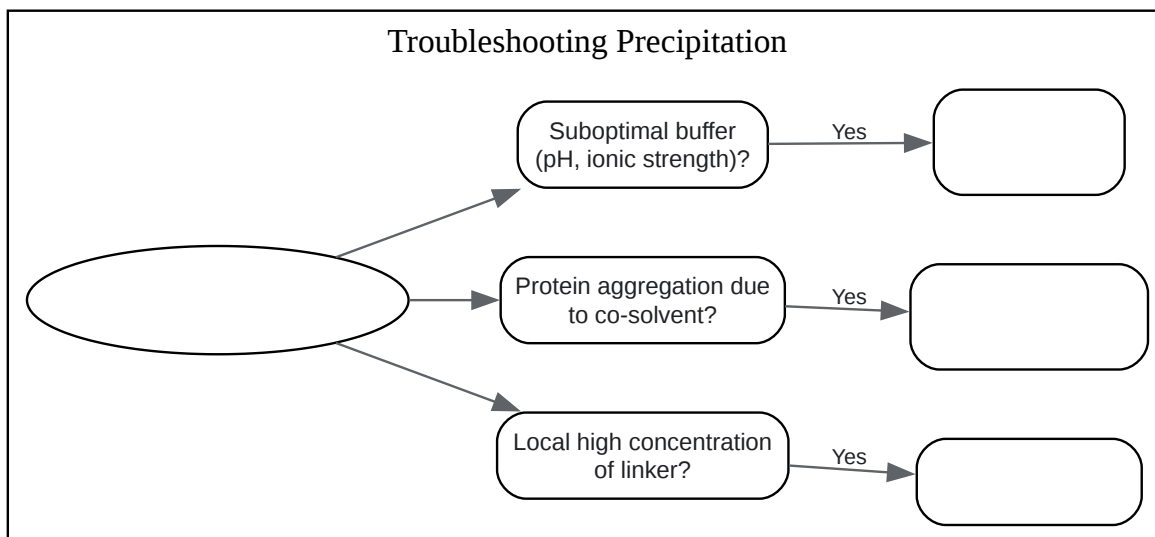 Troubleshooting Precipitation
Suboptimal buffer
(pH, ionic strength)?
Yes
Protein aggregation due
to co-solvent?
Yes
Local high concentration
of linker?
Yes